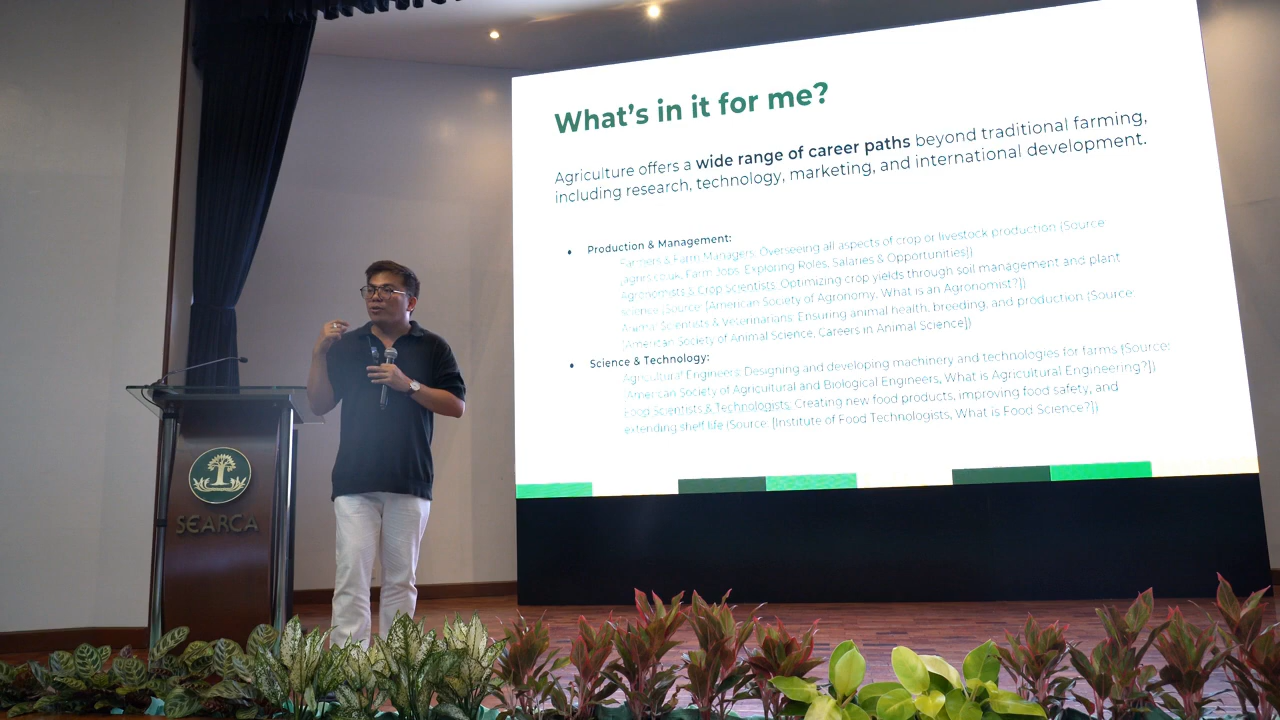 What's in it for me?
Agriculture offers a wide range of career paths beyond traditional farming,
including research, technology, marketing, and international development.
• Production & Management:
Farmers & Farm Managers: Overseeing all aspects of crop or livestock production (Source:
[agriRS.co.uk, Farm Jobs: Exploring Roles, Salaries & Opportunities])
Agronomists & Crop Scientists: Optimizing crop yields through soil management and plant
science (Source: [American Society of Agronomy, What is an Agronomist?])
Animal Scientists & Veterinarians: Ensuring animal health, breeding, and production (Source:
[American Society of Animal Science, Careers in Animal Science])
• Science & Technology:
Agricultural Engineers: Designing and developing machinery and technologies for farms (Source:
[American Society of Agricultural and Biological Engineers, What is Agricultural Engineering?])
Food Scientists & Technologists: Creating new food products, improving food safety, and
extending shelf life (Source: [Institute of Food Technologists, What is Food Science?])
SEARCA